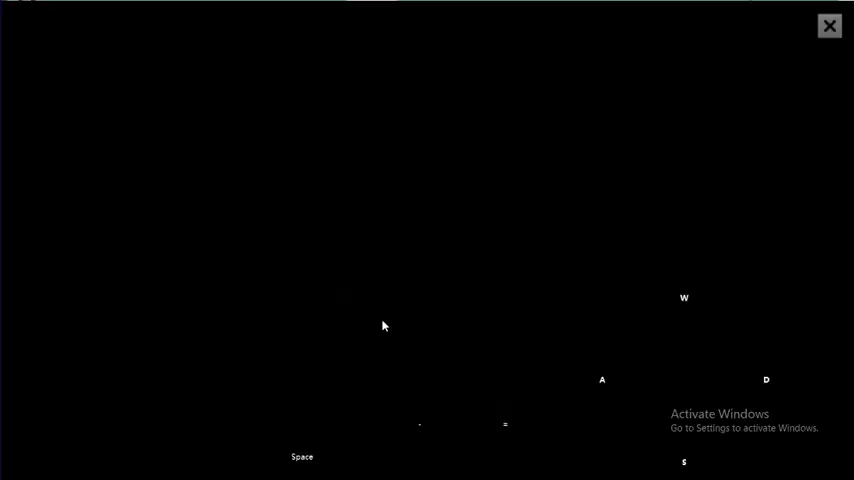 W
A
D
Activate Windows
Go to Settings to activate Windows.
-
=
Space
S